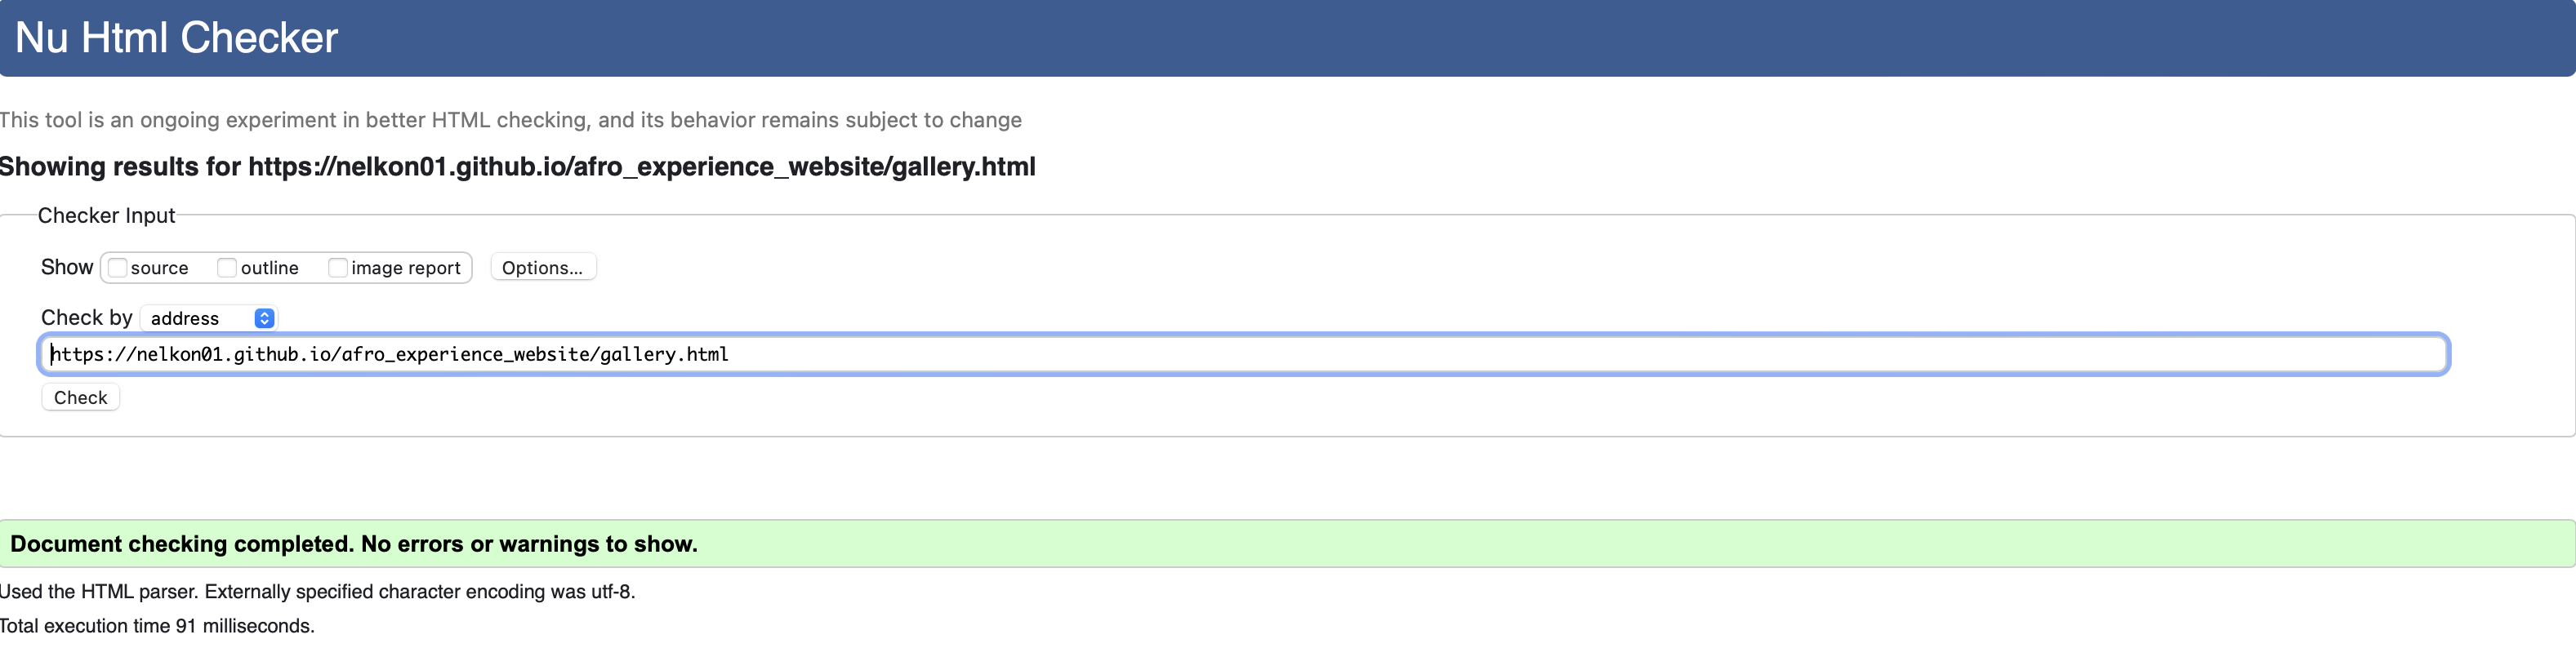 Nu Html Checker
This tool is an ongoing experiment in better HTML checking, and its behavior remains subject to change
Showing results for https://nelkon01.github.io/afro_experience_website/gallery.html
Checker Input
Show source outline image report Options...
Check by address
https://nelkon01.github.io/afro_experience_website/gallery.html
Check
Document checking completed. No errors or warnings to show.
Used the HTML parser. Externally specified character encoding was utf-8.
Total execution time 91 milliseconds.